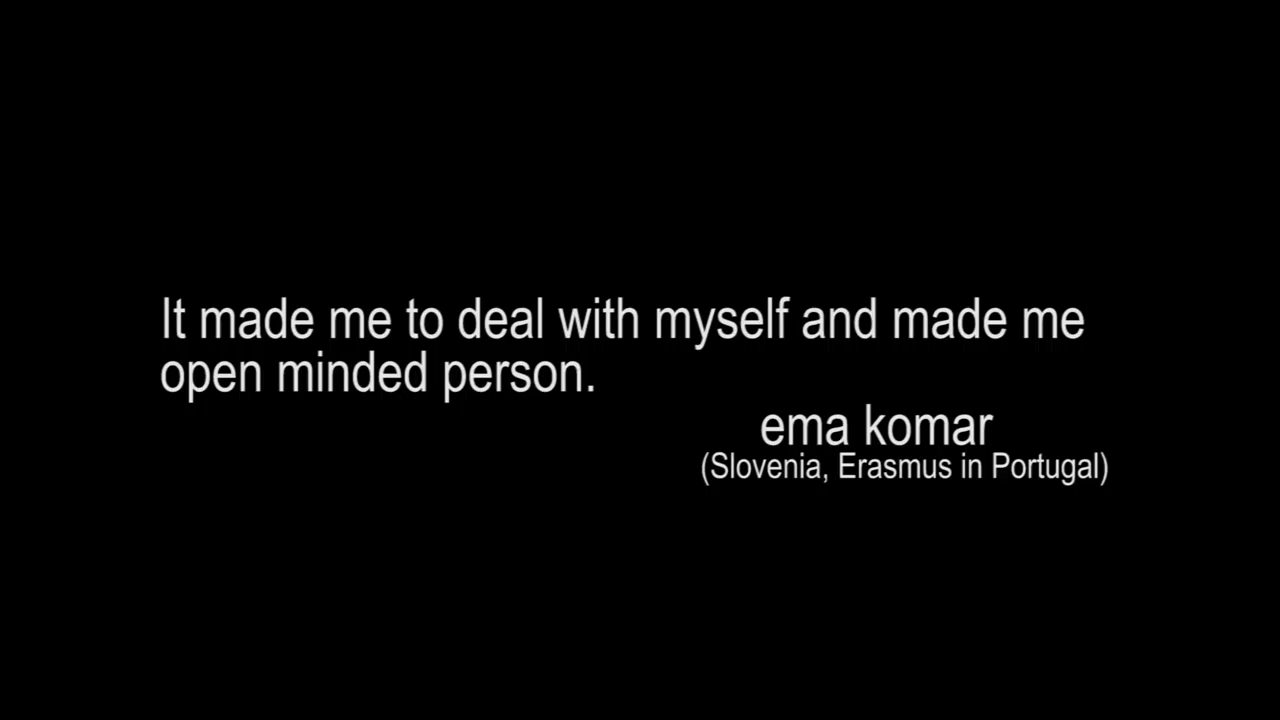 It made me to deal with myself and made me
open minded person.
ema komar
(Slovenia, Erasmus in Portugal)